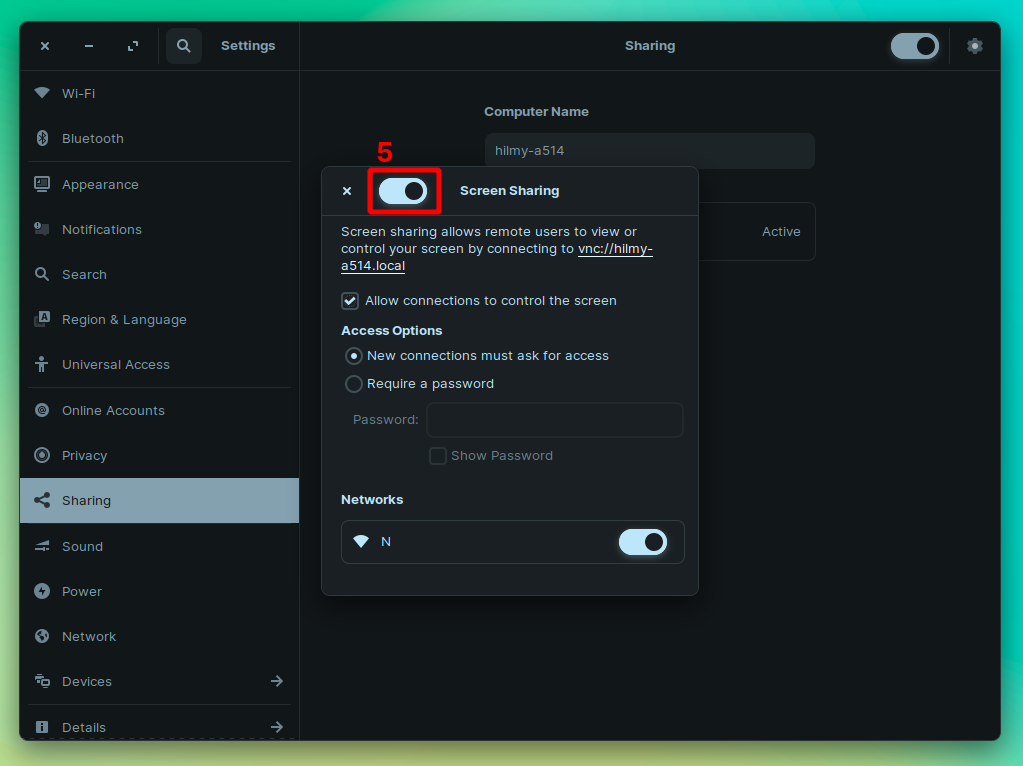 Settings
Sharing
Wi-Fi
Bluetooth
Appearance
Notifications
Search
Region & Language
Universal Access
Online Accounts
Privacy
Sharing
Sound
Power
Network
Devices
Details
Computer Name
hilmy-a514
Active
5
Screen Sharing
Screen sharing allows remote users to view or
control your screen by connecting to vnc://hilmy-
a514.local
Allow connections to control the screen
Access Options
New connections must ask for access
Require a password
Password:
Show Password
Networks
N